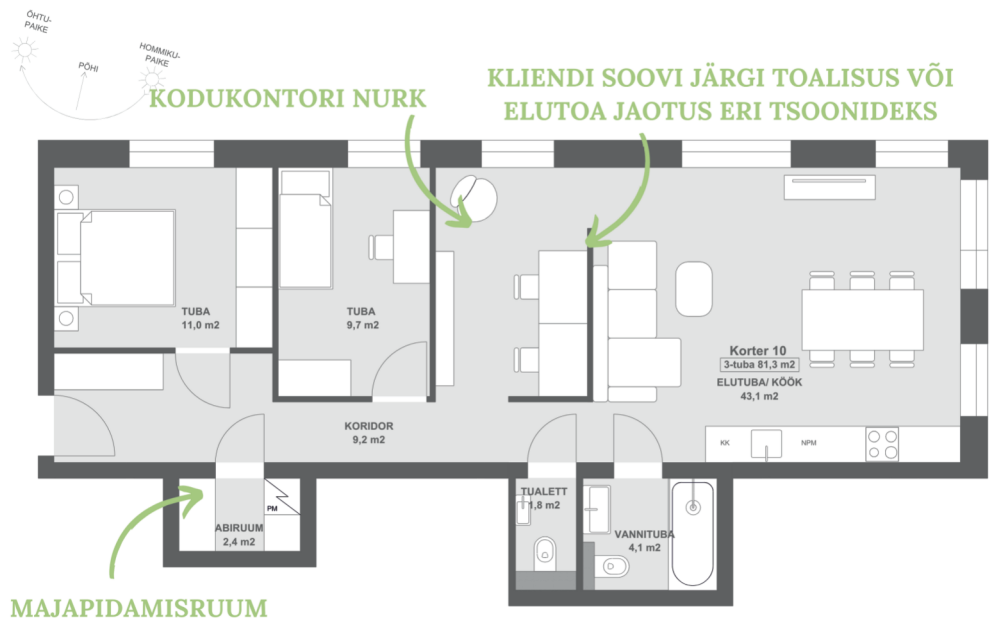 ÕHTU-
PAIKE
PÕHI
HOMMIKU-
PAIKE
KODUKONTORI NURK
KLIENDI SOOVI JÄRGI TOALISUS VÕI
ELUTOA JAOTUS ERI TSOONIDEKS
TUBA
11,0 m2
TUBA
9,7 m2
Korter 10
3-tuba 81,3 m2
ELUTUBA/ KÖÖK
43,1 m2
KORIDOR
9,2 m2
KK
NPM
PM
ABIRUUM
2,4 m2
TUALETT
1,8 m2
VANNITUBA
4,1 m2
MAJAPIDAMISRUUM